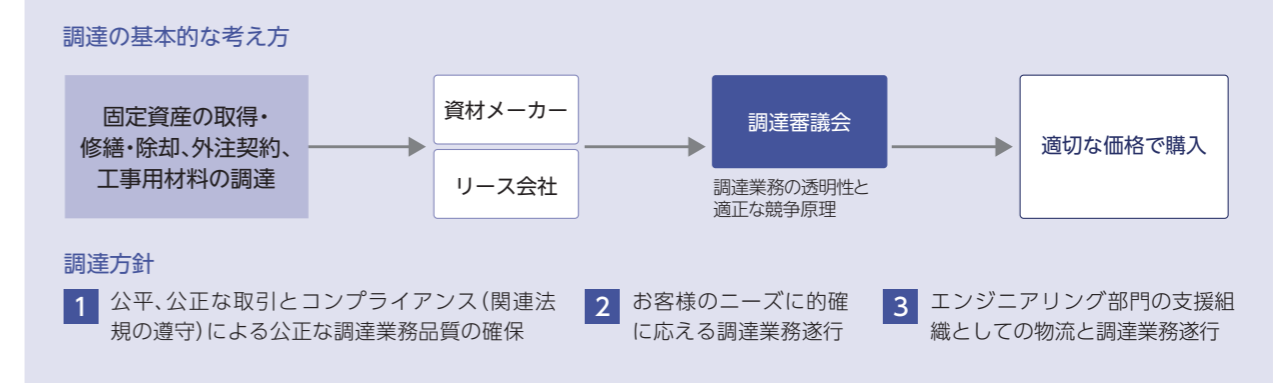 調達の基本的な考え方
固定資産の取得・
修繕・除却、外注契約、
工事用材料の調達
資材メーカー
リース会社
調達審議会
調達業務の透明性と
適正な競争原理
適切な価格で購入
調達方針
1 公平、公正な取引とコンプライアンス(関連法
規の遵守)による公正な調達業務品質の確保
2 お客様のニーズに的確
に応える調達業務遂行
3 エンジニアリング部門の支援組
織としての物流と調達業務遂行